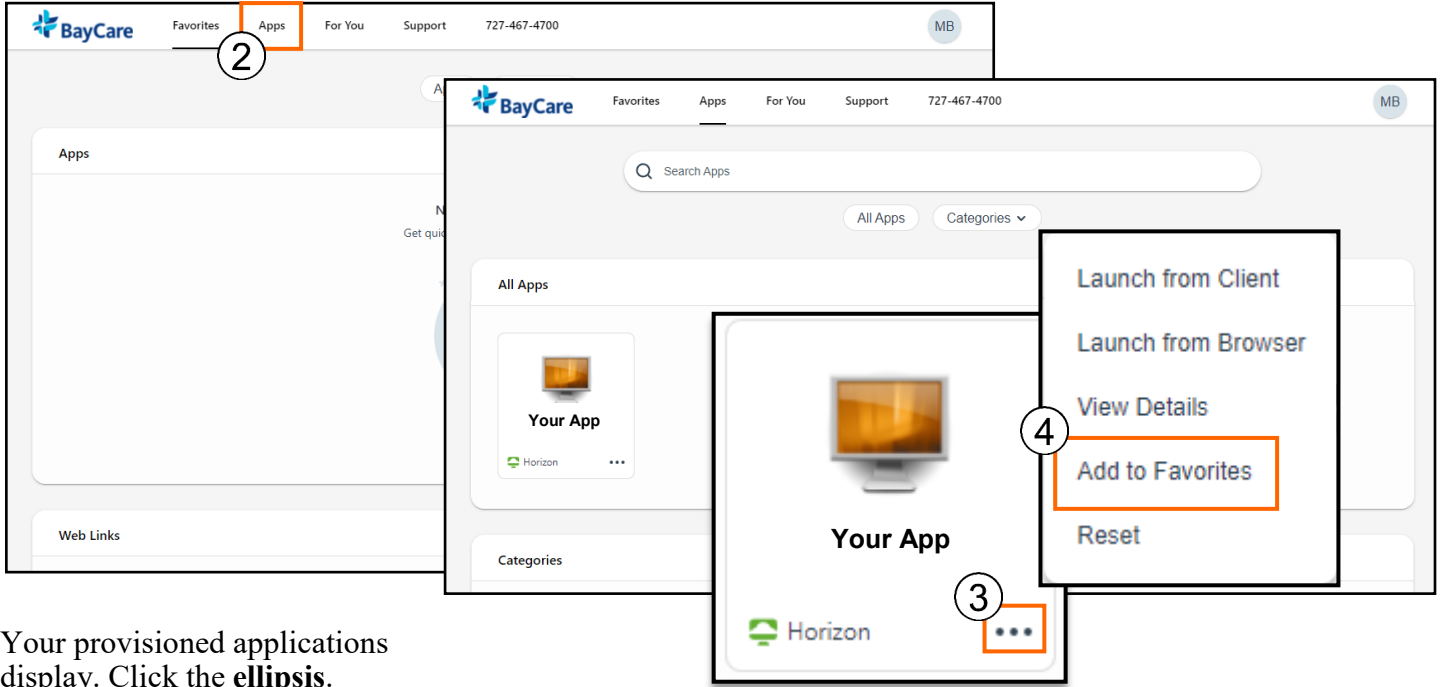 BayCare Favorites Apps For You Support 727-467-4700 MB
2
Apps
Get
Web Links
BayCare Favorites Apps For You Support 727-467-4700 MB
Search Apps
All Apps Categories
All Apps
Your App
Horizon •••
Categories
Your App
3
Horizon •••
Launch from Client
Launch from Browser
View Details
4
Add to Favorites
Reset
Your provisioned applications
display. Click the ellipsis.